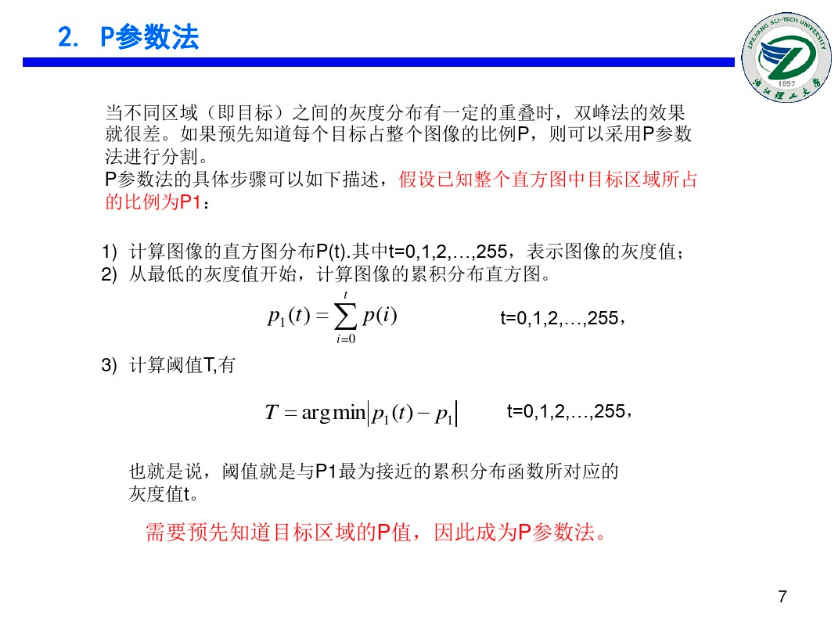 2. P参数法
ZHEJIANG SCI-TECH UNIVERSITY
1897
浙江理工大学
当不同区域（即目标）之间的灰度分布有一定的重叠时，双峰法的效果
就很差。如果预先知道每个目标占整个图像的比例P，则可以采用P参数
法进行分割。
P参数法的具体步骤可以如下描述，假设已知整个直方图中目标区域所占
的比例为P1：
1) 计算图像的直方图分布P(t).其中t=0,1,2,…,255，表示图像的灰度值；
2) 从最低的灰度值开始，计算图像的累积分布直方图。
p₁(t) = ∑_{i=0}^{t} p(i) t=0,1,2,…,255，
3) 计算阈值T,有
T = arg min|p₁(t) − p₁| t=0,1,2,…,255，
也就是说，阈值就是与P1最为接近的累积分布函数所对应的
灰度值t。
需要预先知道目标区域的P值，因此成为P参数法。
7